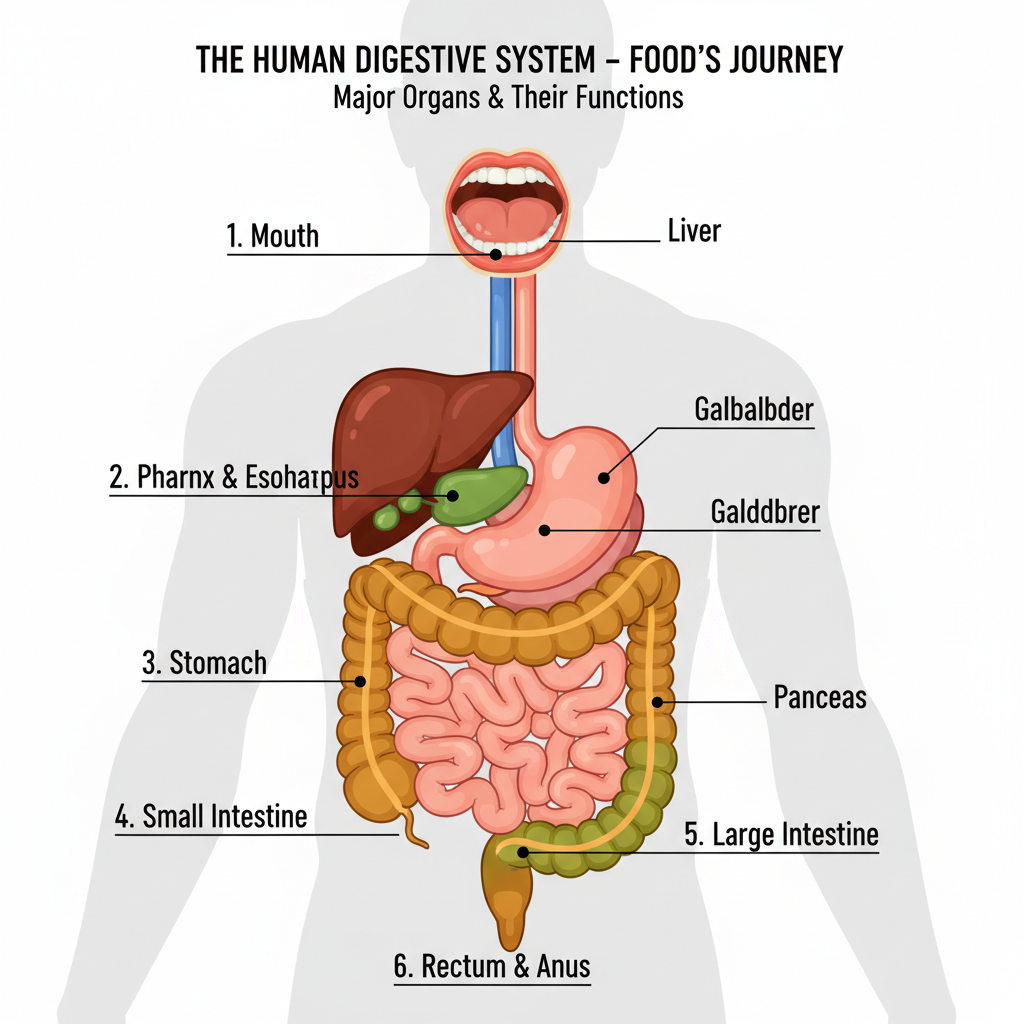 THE HUMAN DIGESTIVE SYSTEM – FOOD'S JOURNEY
Major Organs & Their Functions
1. Mouth
Liver
Galbalbder
2. Pharnx & Esohaтpus
Galddbrer
3. Stomach
Panceas
4. Small Intestine
5. Large Intestine
6. Rectum & Anus